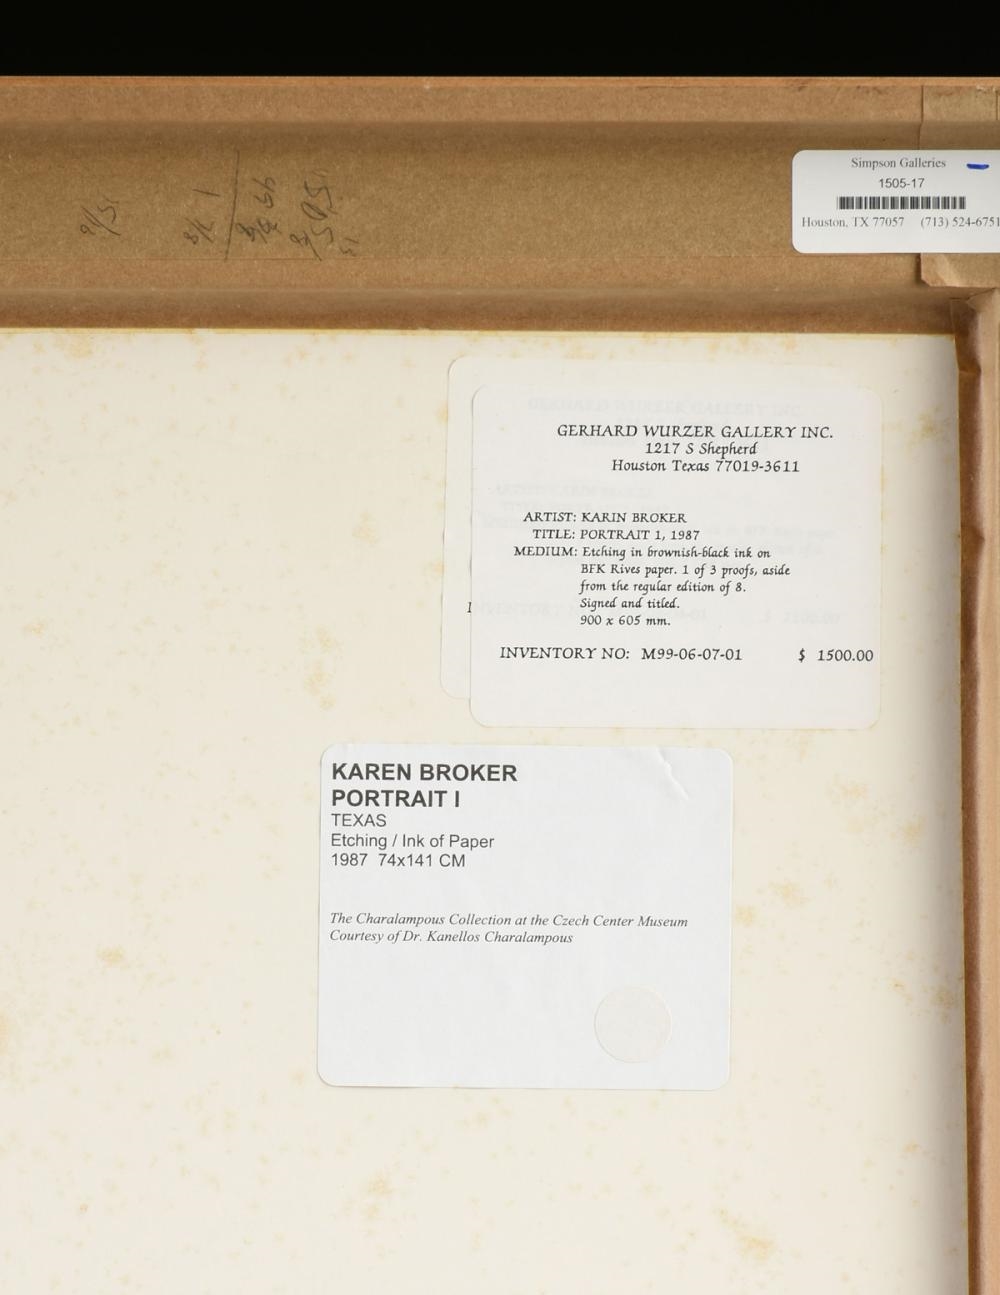 Simpson Galleries
1505-17
Houston, TX 77057 (713) 524-6751
GERHARD WURZER GALLERY INC.
1217 S Shepherd
Houston Texas 77019-3611
ARTIST: KARIN BROKER
TITLE: PORTRAIT 1, 1987
MEDIUM: Etching in brownish-black ink on
BFK Rives paper. 1 of 3 proofs, aside
from the regular edition of 8.
Signed and titled.
900 x 605 mm.
INVENTORY NO: M99-06-07-01 $ 1500.00
KAREN BROKER
PORTRAIT I
TEXAS
Etching / Ink of Paper
1987 74x141 CM
The Charalampous Collection at the Czech Center Museum
Courtesy of Dr. Kanellos Charalampous